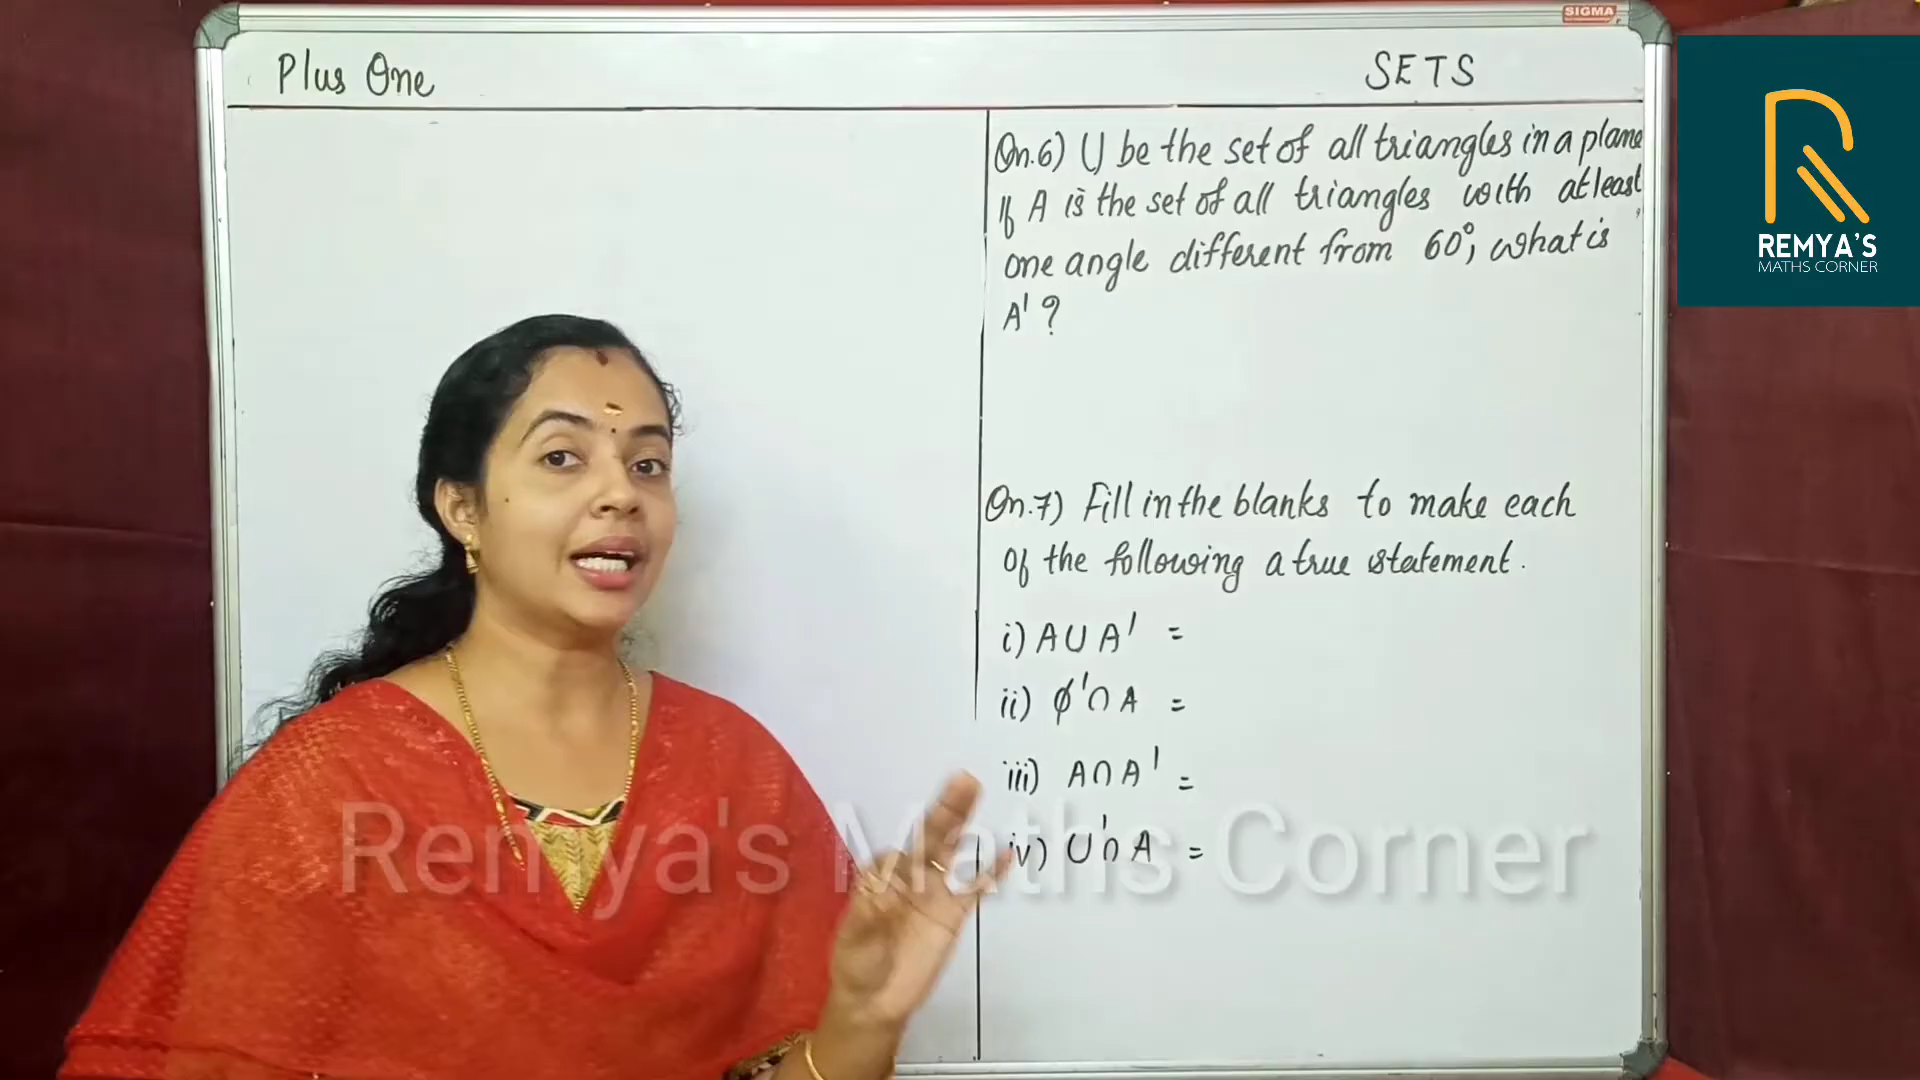 SIGMA
Plus One
SETS
Qn.6) U be the set of all triangles in a plane
If A is the set of all triangles with atleast
one angle different from 60°, what is
A' ?
Qn.7) Fill in the blanks to make each
of the following a true statement.
i) A∪A' =
ii) ϕ'∩A =
iii) A∩A' =
iv) U'∩A =
R
REMYA'S
MATHS CORNER
Remya's Maths Corner